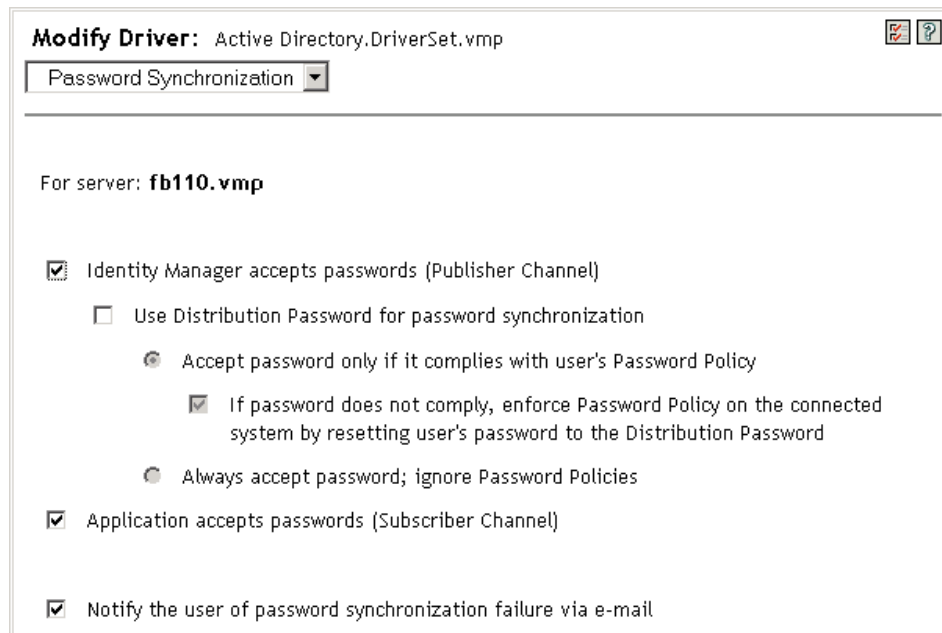 Modify Driver: Active Directory.DriverSet.vmp
?
Password Synchronization
For server: fb110.vmp
Identity Manager accepts passwords (Publisher Channel)
Use Distribution Password for password synchronization
Accept password only if it complies with user's Password Policy
If password does not comply, enforce Password Policy on the connected
system by resetting user's password to the Distribution Password
Always accept password; ignore Password Policies
Application accepts passwords (Subscriber Channel)
Notify the user of password synchronization failure via e-mail